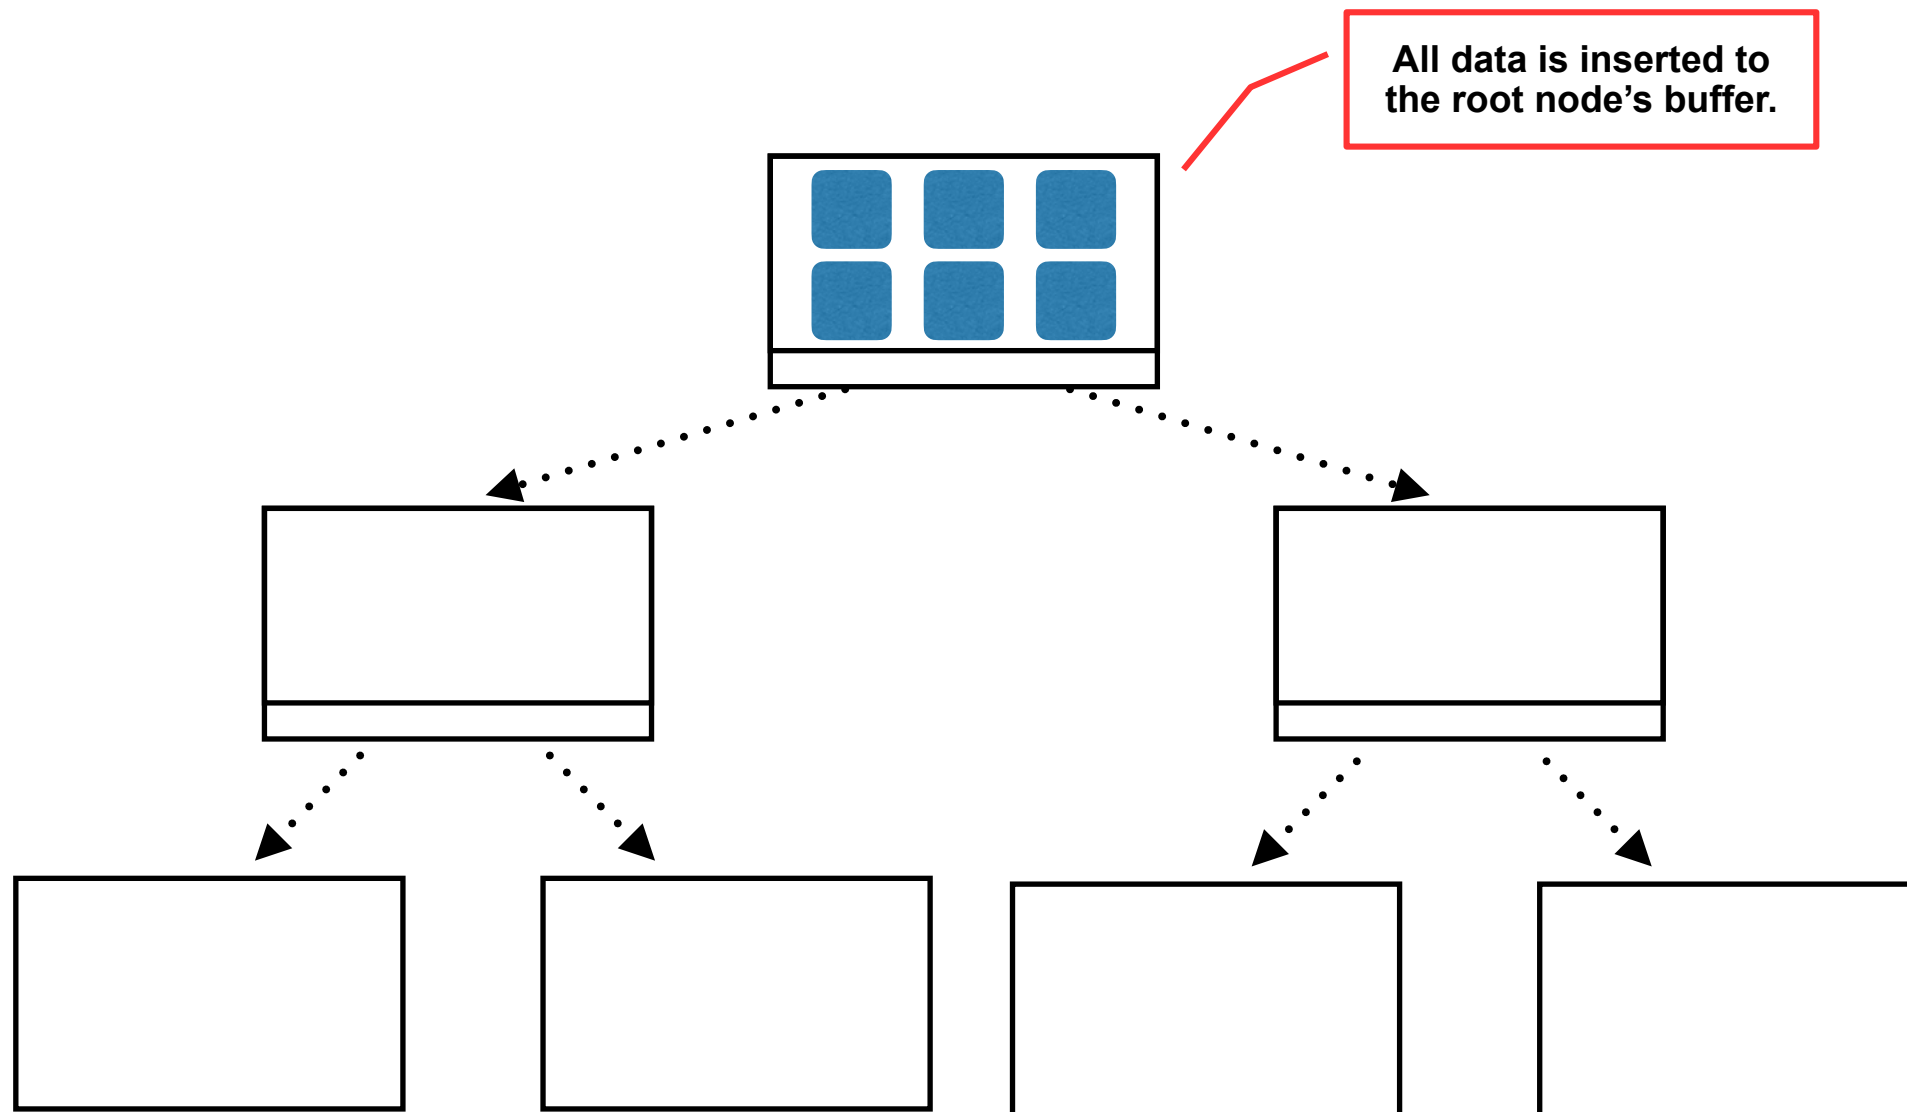 All data is inserted to
the root node’s buffer.